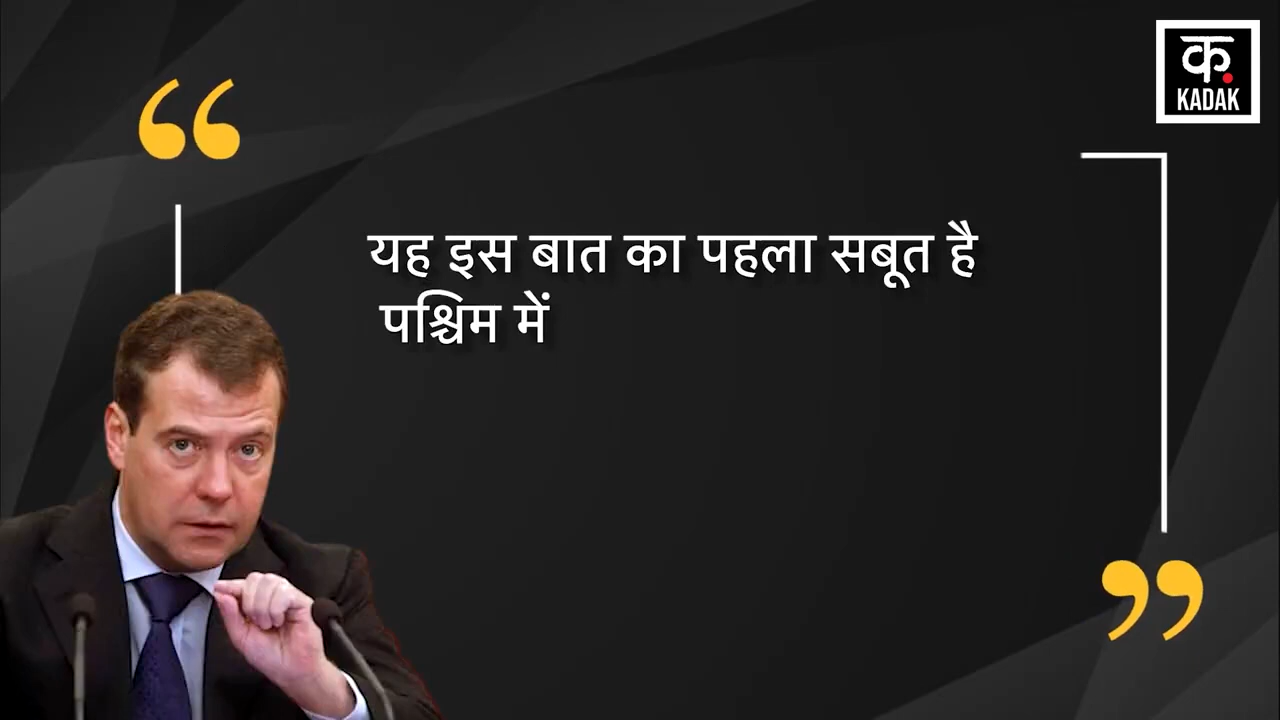 क.
KADAK
यह इस बात का पहला सबूत है
पश्चिम में